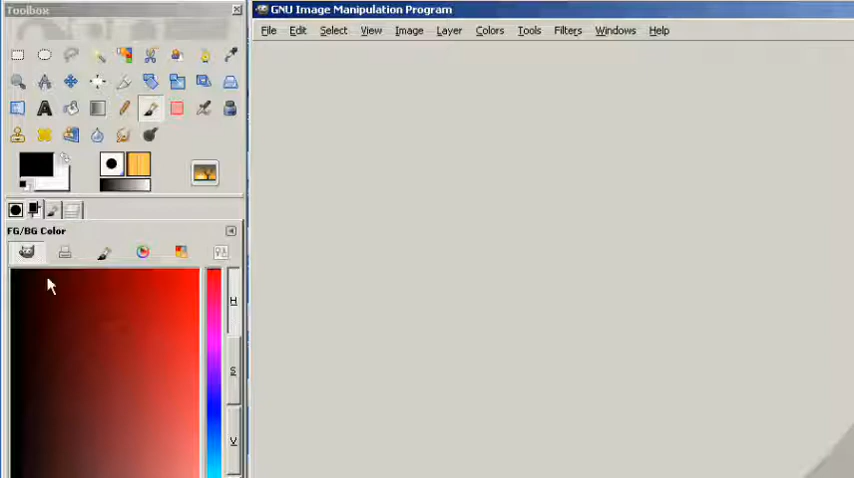 Toolbox
GNU Image Manipulation Program
File Edit Select View Image Layer Colors Tools Filters Windows Help
FG/BG Color
H
S
V